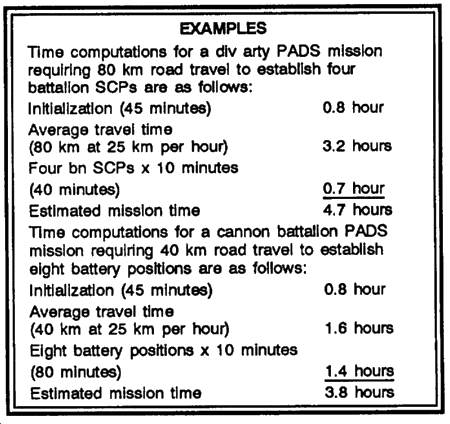 EXAMPLES
Time computations for a div arty PADS mission
requiring 80 km road travel to establish four
battalion SCPs are as follows:
Initialization (45 minutes) 0.8 hour
Average travel time
(80 km at 25 km per hour) 3.2 hours
Four bn SCPs x 10 minutes
(40 minutes) 0.7 hour
Estimated mission time 4.7 hours
Time computations for a cannon battalion PADS
mission requiring 40 km road travel to establish
eight battery positions are as follows:
Initialization (45 minutes) 0.8 hour
Average travel time
(40 km at 25 km per hour) 1.6 hours
Eight battery positions x 10 minutes
(80 minutes) 1.4 hours
Estimated mission time 3.8 hours